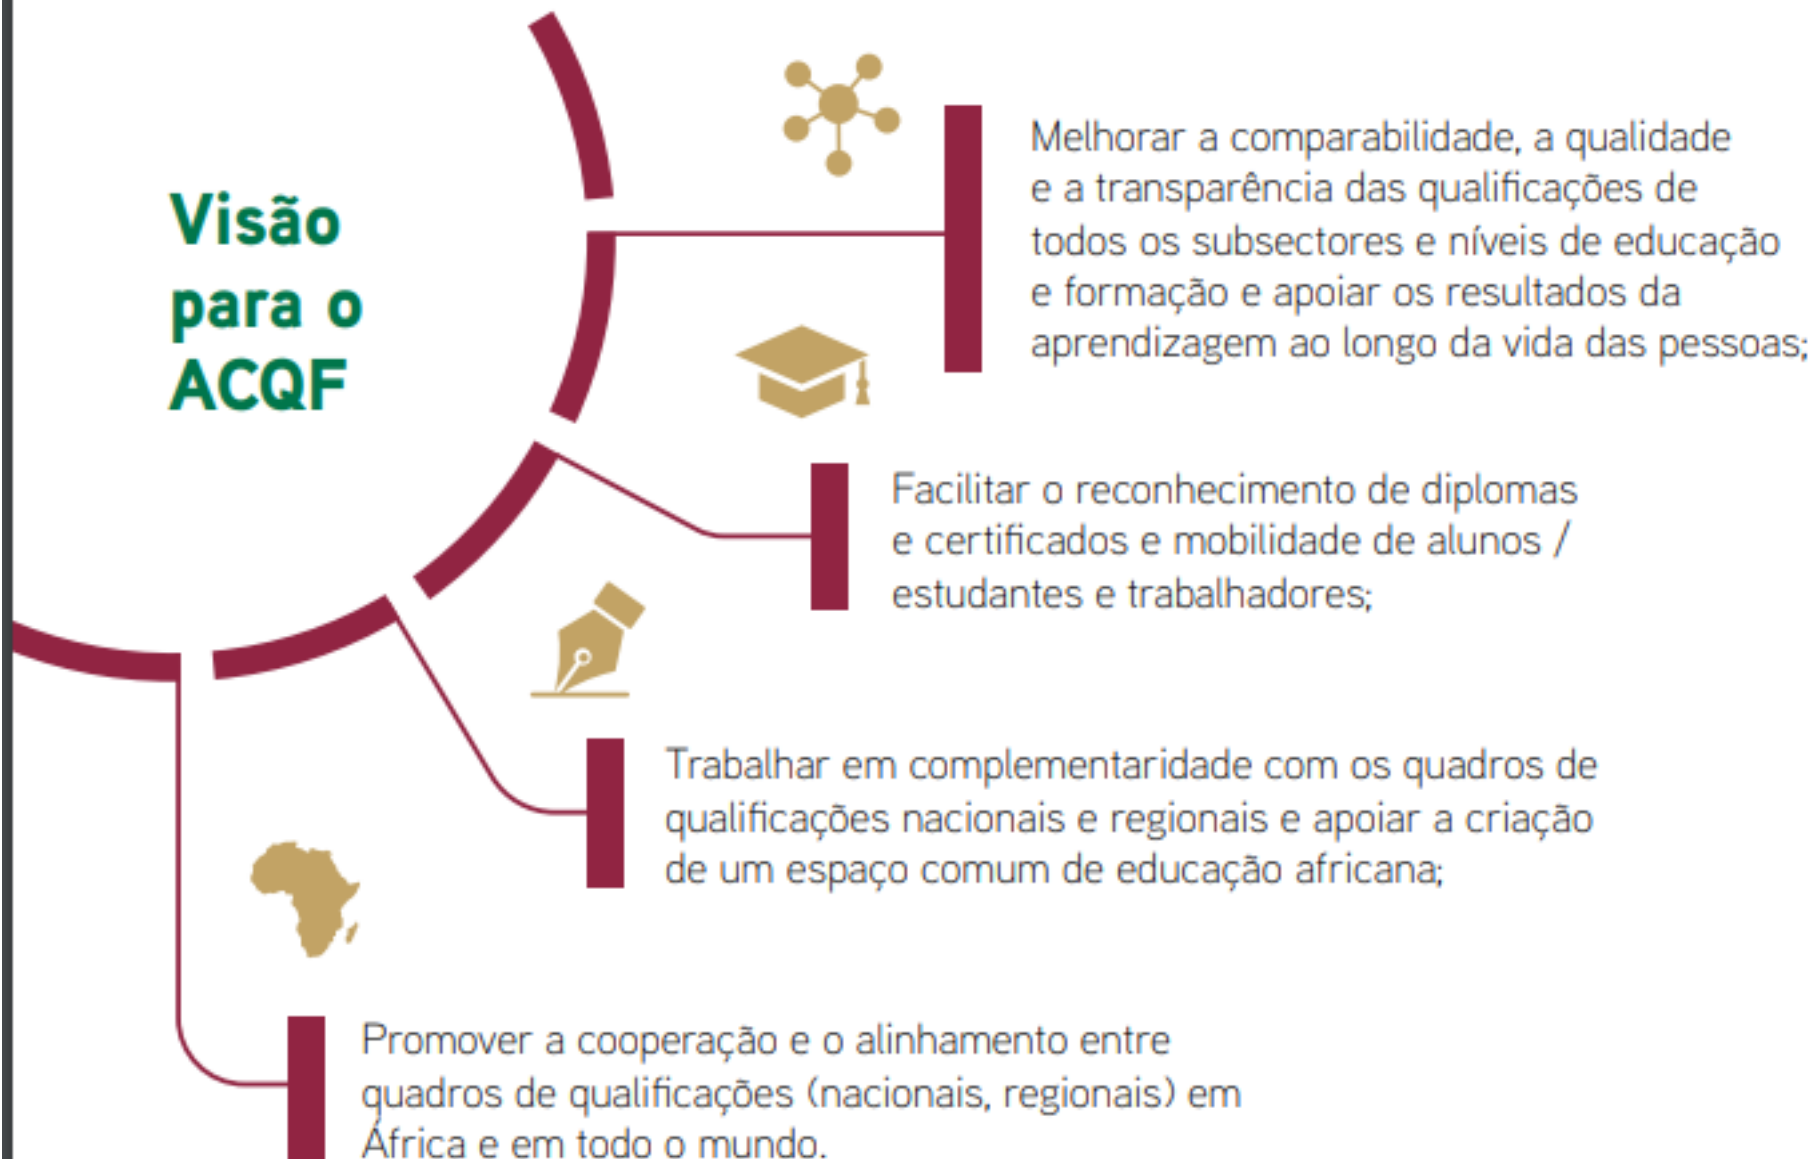 Visão
para o
ACQF
Melhorar a comparabilidade, a qualidade
e a transparência das qualificações de
todos os subsectores e níveis de educação
e formação e apoiar os resultados da
aprendizagem ao longo da vida das pessoas;
Facilitar o reconhecimento de diplomas
e certificados e mobilidade de alunos /
estudantes e trabalhadores;
Trabalhar em complementaridade com os quadros de
qualificações nacionais e regionais e apoiar a criação
de um espaço comum de educação africana;
Promover a cooperação e o alinhamento entre
quadros de qualificações (nacionais, regionais) em
África e em todo o mundo.